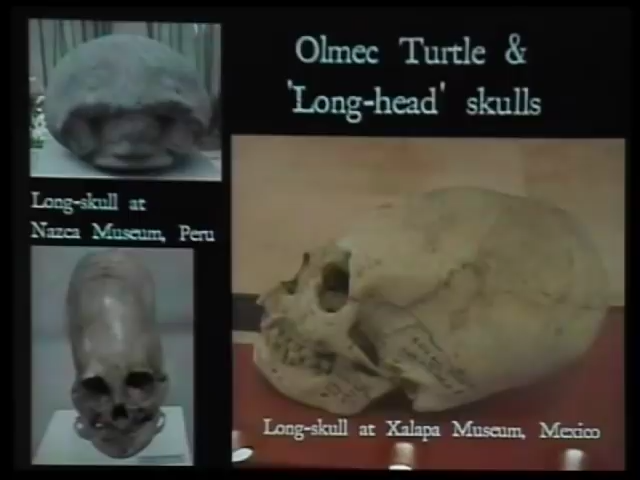 Olmec Turtle &
'Long-head' skulls
Long-skull at
Nazca Museum, Peru
Long-skull at Xalapa Museum, Mexico